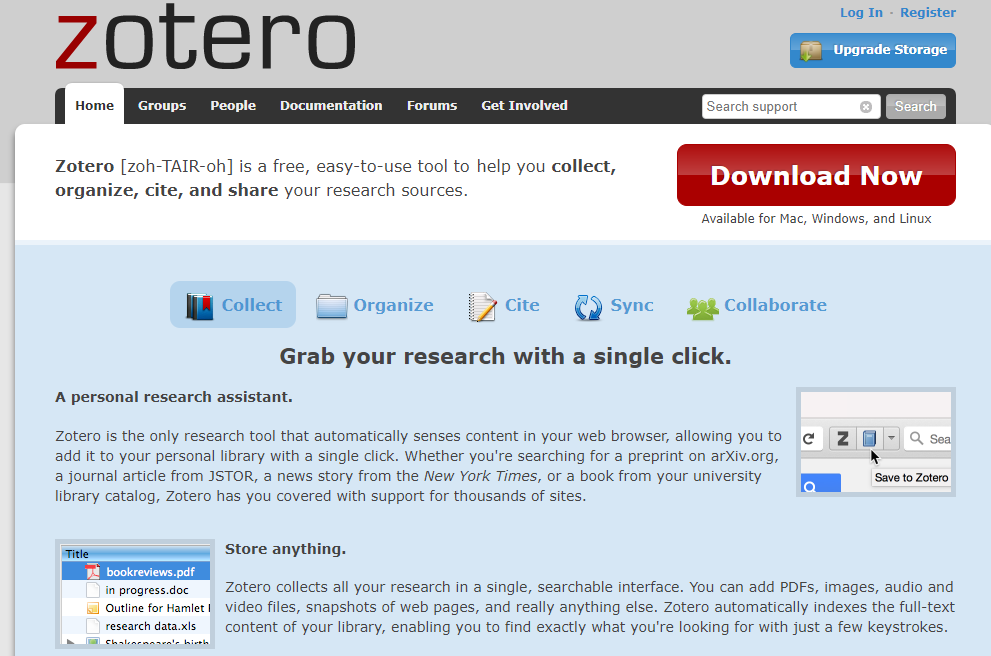 zotero
Log In · Register
Upgrade Storage
Home Groups People Documentation Forums Get Involved
Search support
Search
Zotero [zoh-TAIR-oh] is a free, easy-to-use tool to help you collect,
organize, cite, and share your research sources.
Download Now
Available for Mac, Windows, and Linux
Collect Organize Cite Sync Collaborate
Grab your research with a single click.
A personal research assistant.
Zotero is the only research tool that automatically senses content in your web browser, allowing you to
add it to your personal library with a single click. Whether you're searching for a preprint on arXiv.org,
a journal article from JSTOR, a news story from the New York Times, or a book from your university
library catalog, Zotero has you covered with support for thousands of sites.
Z
Sea
Save to Zotero
Title
bookreviews.pdf
in progress.doc
Outline for Hamlet
research data.xls
Shakespeare's birth
Store anything.
Zotero collects all your research in a single, searchable interface. You can add PDFs, images, audio and
video files, snapshots of web pages, and really anything else. Zotero automatically indexes the full-text
content of your library, enabling you to find exactly what you're looking for with just a few keystrokes.